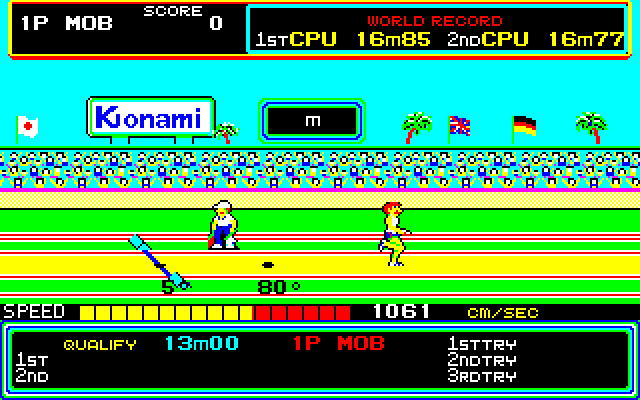 1P MOB SCORE 0
WORLD RECORD
1STCPU 16m85 2NDCPU 16m77
Konami
m
5 80°
SPEED 1061 CM/SEC
QUALIFY 13m00 1P MOB 1STTRY
1ST 2NDTRY
2ND 3RDTRY